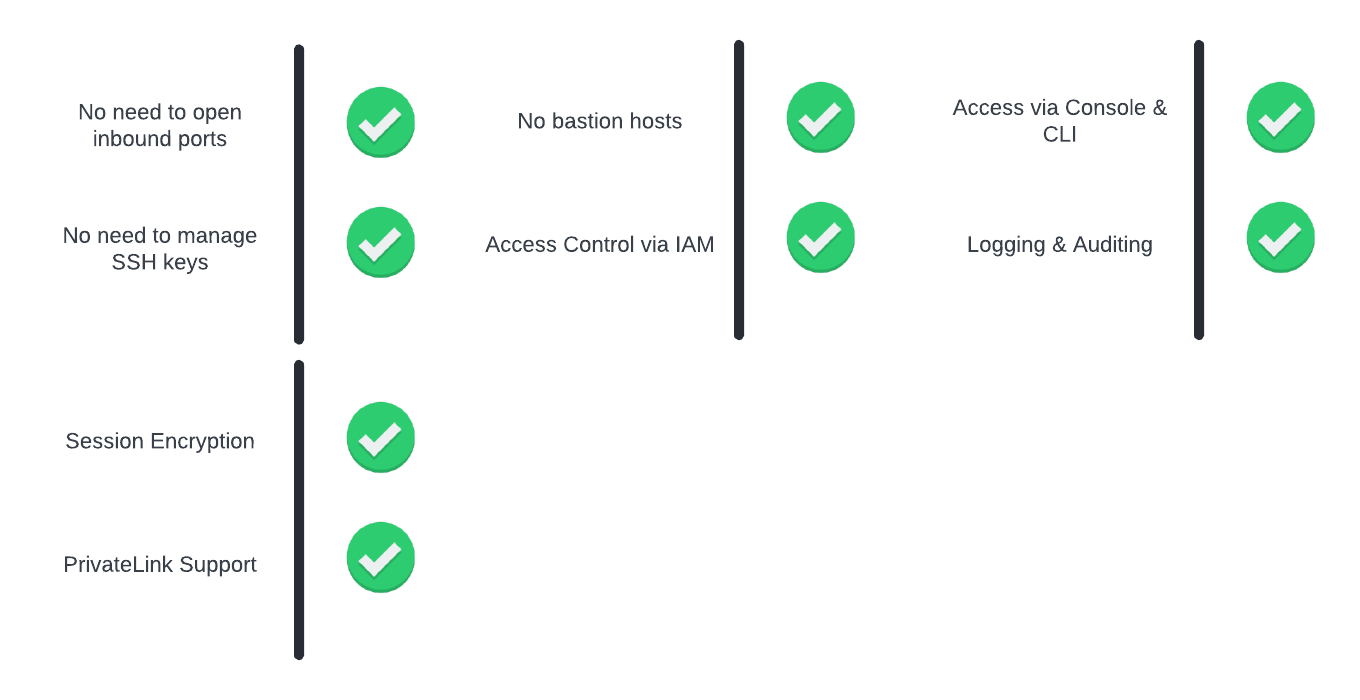 No need to open
inbound ports
No need to manage
SSH keys
No bastion hosts
Access Control via IAM
Access via Console &
CLI
Logging & Auditing
Session Encryption
PrivateLink Support